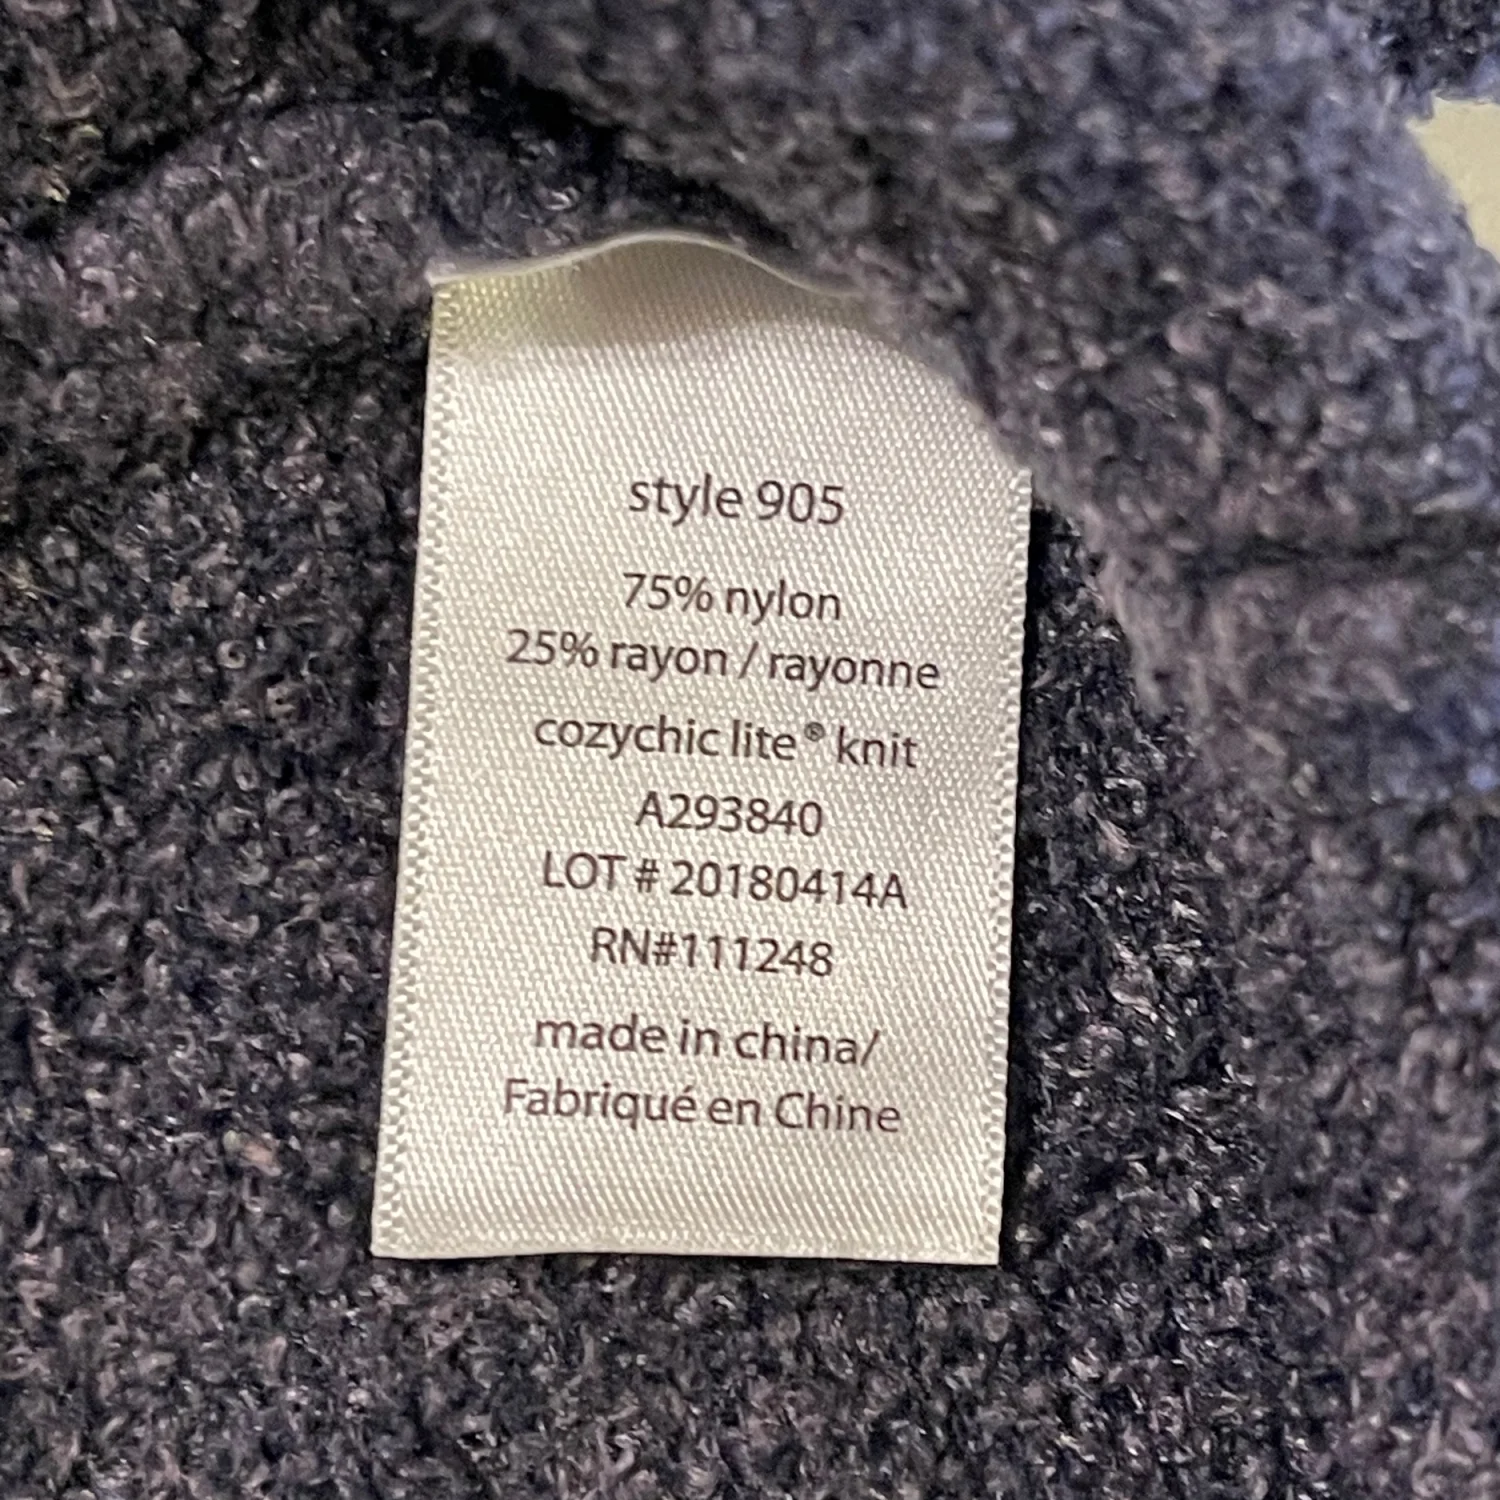 style 905
75% nylon
25% rayon / rayonne
cozychic lite® knit
A293840
LOT # 20180414A
RN#111248
made in china/
Fabriqué en Chine